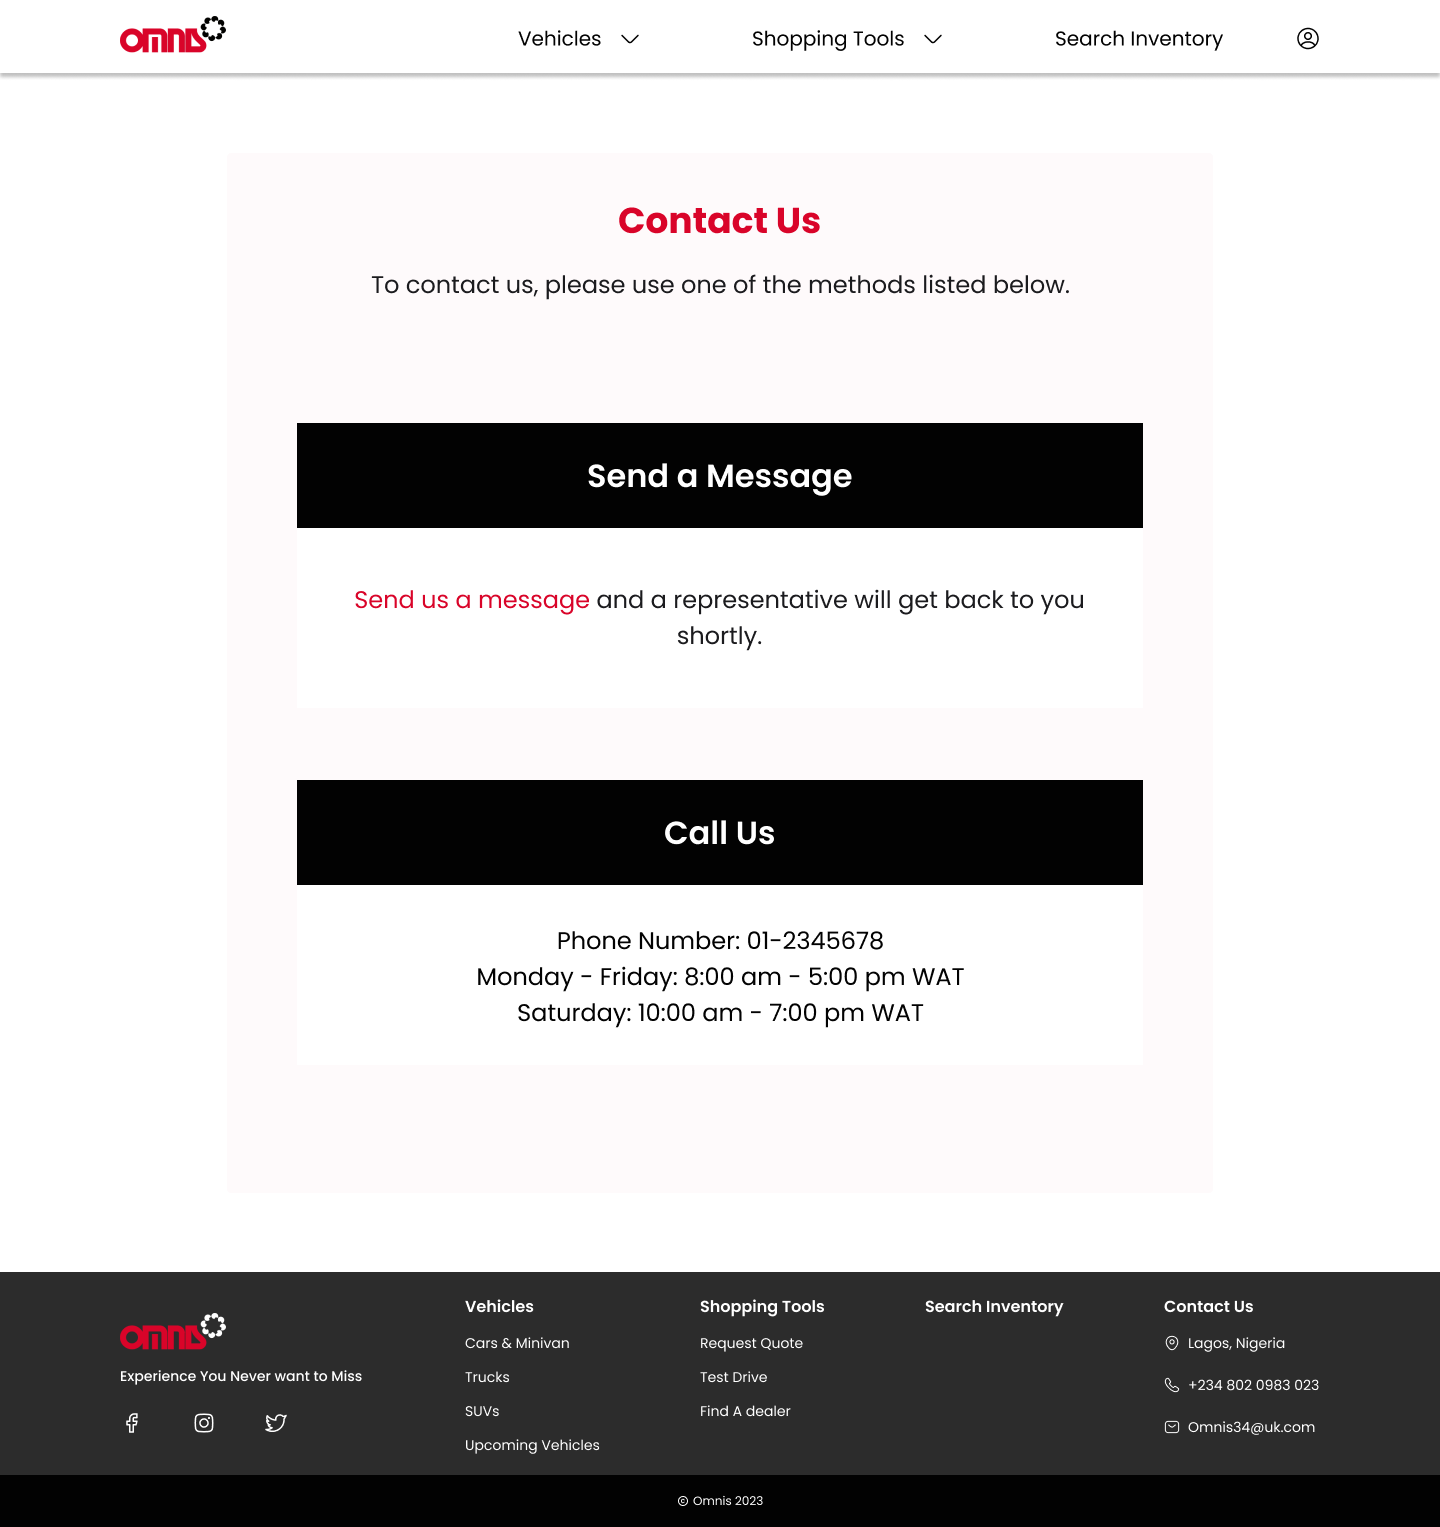 omnis
Vehicles
Shopping Tools
Search Inventory
Contact Us
To contact us, please use one of the methods listed below.
Send a Message
Send us a message and a representative will get back to you
shortly.
Call Us
Phone Number: 01-2345678
Monday - Friday: 8:00 am - 5:00 pm WAT
Saturday: 10:00 am - 7:00 pm WAT
omnis
Experience You Never want to Miss
Vehicles
Cars & Minivan
Trucks
SUVs
Upcoming Vehicles
Shopping Tools
Request Quote
Test Drive
Find A dealer
Search Inventory
Contact Us
Lagos, Nigeria
+234 802 0983 023
Omnis34@uk.com
© Omnis 2023